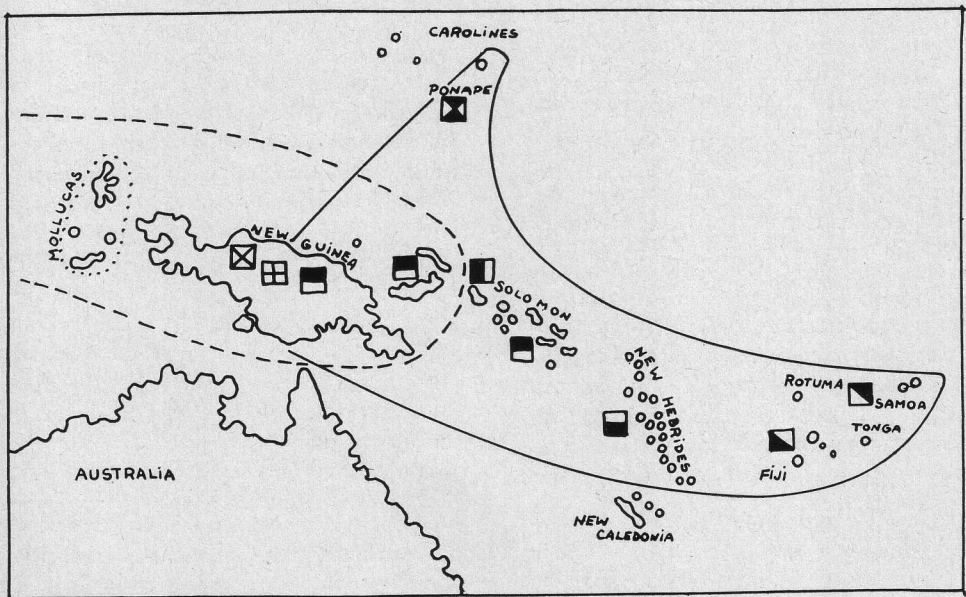 CAROLINES
PONAPE
MOLLUCAS
NEW GUINEA
SOLOMON
NEW HEBRIDES
ROTUMA
SAMOA
TONGA
FIJI
AUSTRALIA
NEW
CALEDONIA